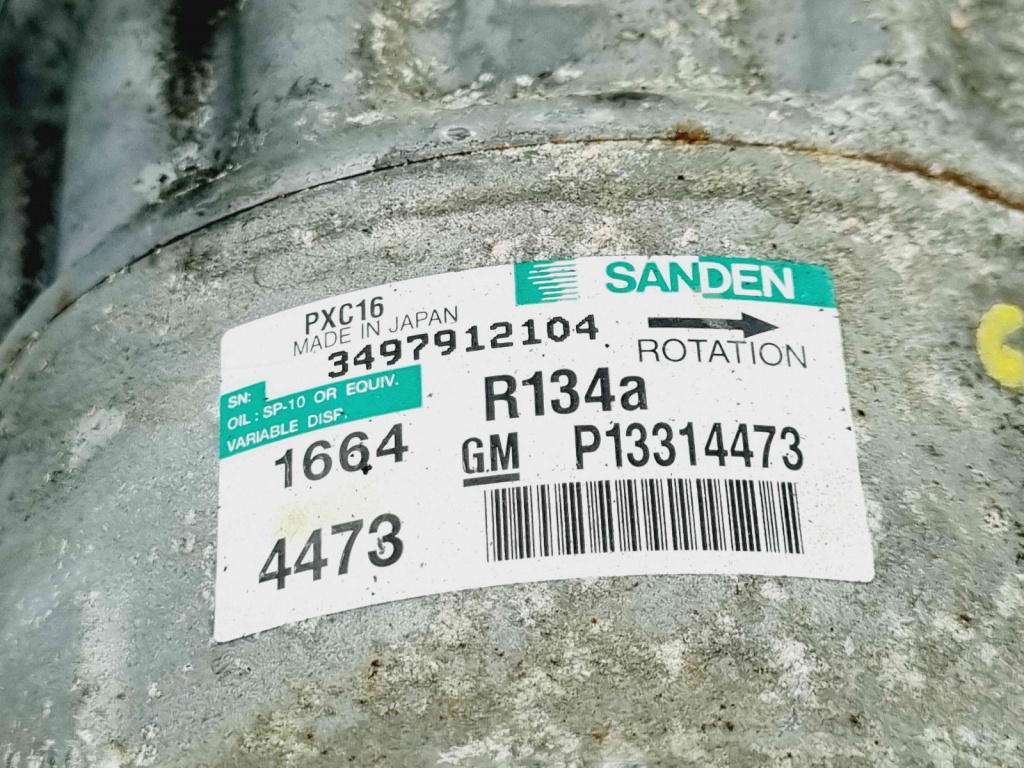 SANDEN
PXC16
MADE IN JAPAN
3497912104
ROTATION
SN:
OIL : SP-10 OR EQUIV.
VARIABLE DISP.
R134a
1664
GM P13314473
4473